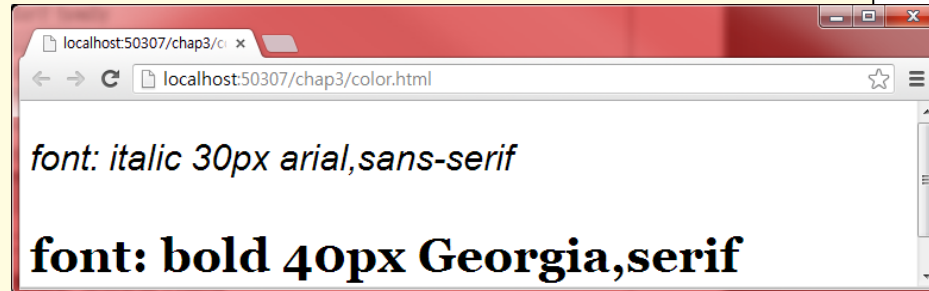 localhost:50307/chap3/c
localhost:50307/chap3/color.html
font: italic 30px arial,sans-serif
font: bold 40px Georgia,serif